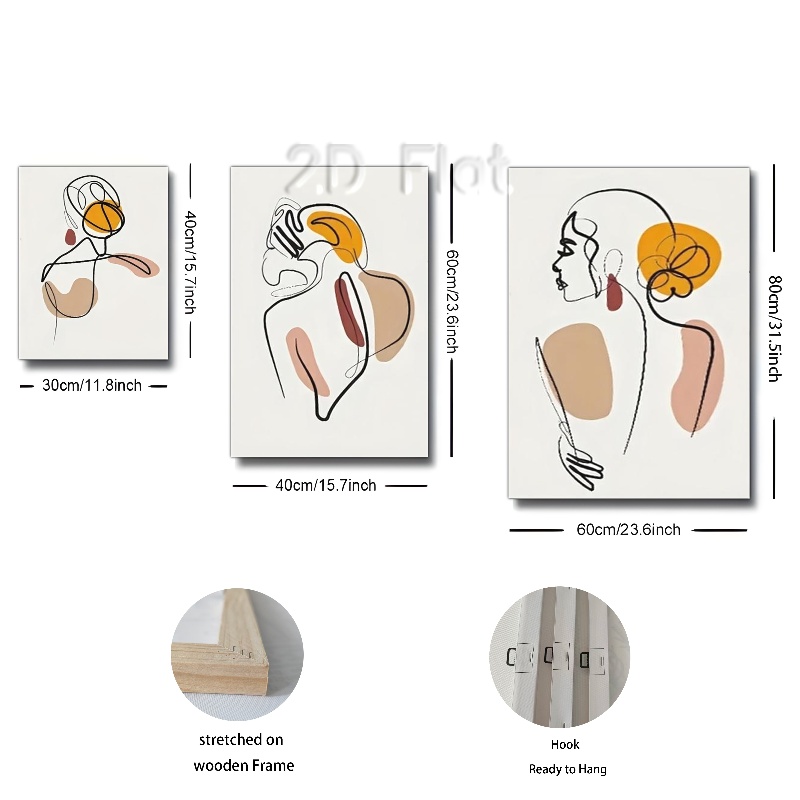 2D Flat
40cm/15.7inch
30cm/11.8inch
60cm/23.6inch
40cm/15.7inch
80cm/31.5inch
60cm/23.6inch
stretched on
wooden Frame
Hook
Ready to Hang